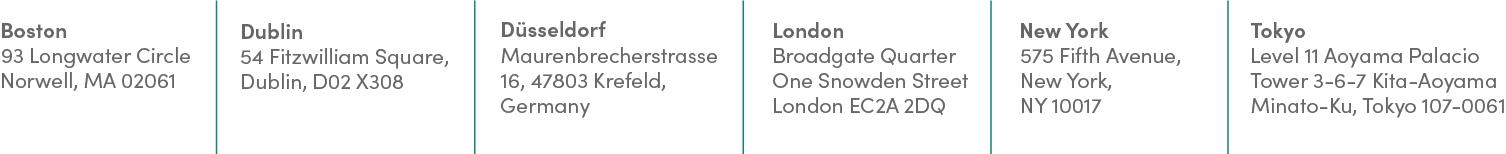 Boston
93 Longwater Circle
Norwell, MA 02061
Dublin
54 Fitzwilliam Square,
Dublin, D02 X308
Düsseldorf
Maurenbrecherstrasse
16, 47803 Krefeld,
Germany
London
Broadgate Quarter
One Snowden Street
London EC2A 2DQ
New York
575 Fifth Avenue,
New York,
NY 10017
Tokyo
Level 11 Aoyama Palacio
Tower 3-6-7 Kita-Aoyama
Minato-Ku, Tokyo 107-0061